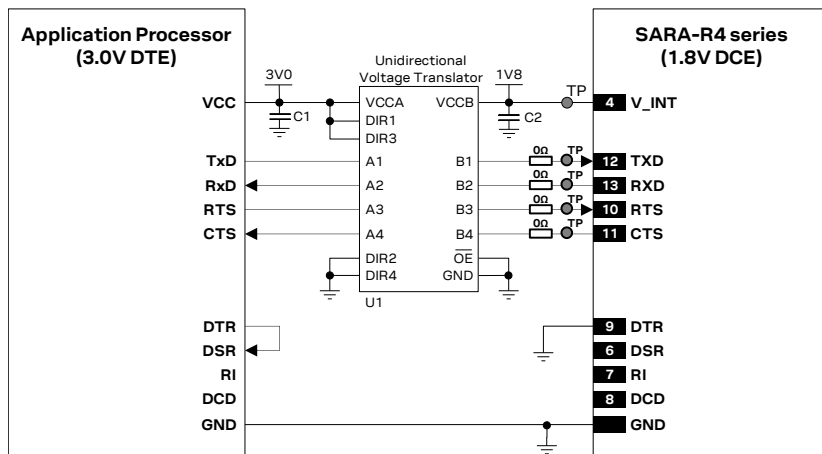 Application Processor
(3.0V DTE)
SARA-R4 series
(1.8V DCE)
Unidirectional
Voltage Translator
3V0
1V8
TP
VCC
C1
VCCA
VCCB
C2
4
V_INT
DIR1
DIR3
TxD
A1
B1
0Ω
TP
12
TXD
RxD
A2
B2
0Ω
TP
13
RXD
RTS
A3
B3
0Ω
TP
10
RTS
CTS
A4
B4
0Ω
TP
11
CTS
DIR2
OE
DIR4
GND
U1
DTR
9
DTR
DSR
6
DSR
RI
7
RI
DCD
8
DCD
GND
GND